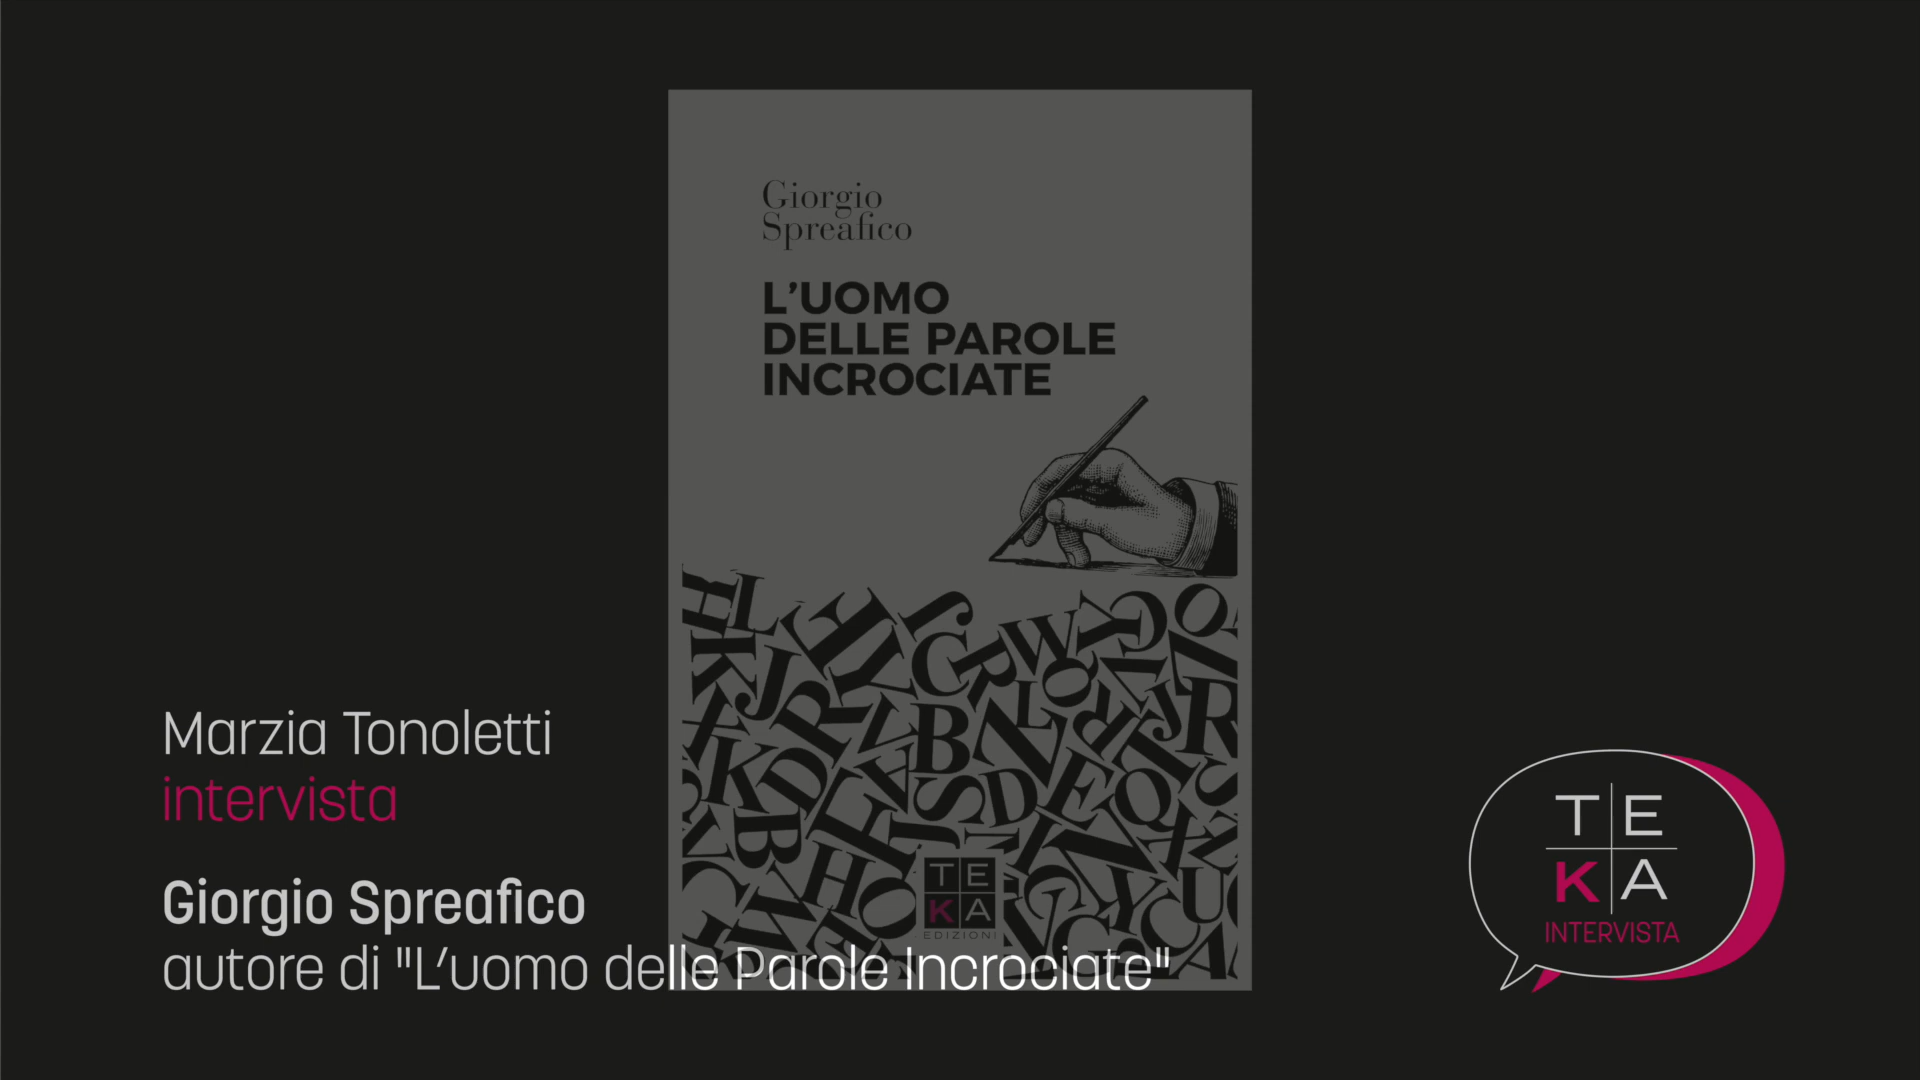 Giorgio
Spreafico
L’UOMO
DELLE PAROLE
INCROCIATE
TE
KA
EDIZIONI
Marzia Tonoletti
intervista
Giorgio Spreafico
autore di "L’uomo delle Parole Incrociate"
TE
KA
INTERVISTA